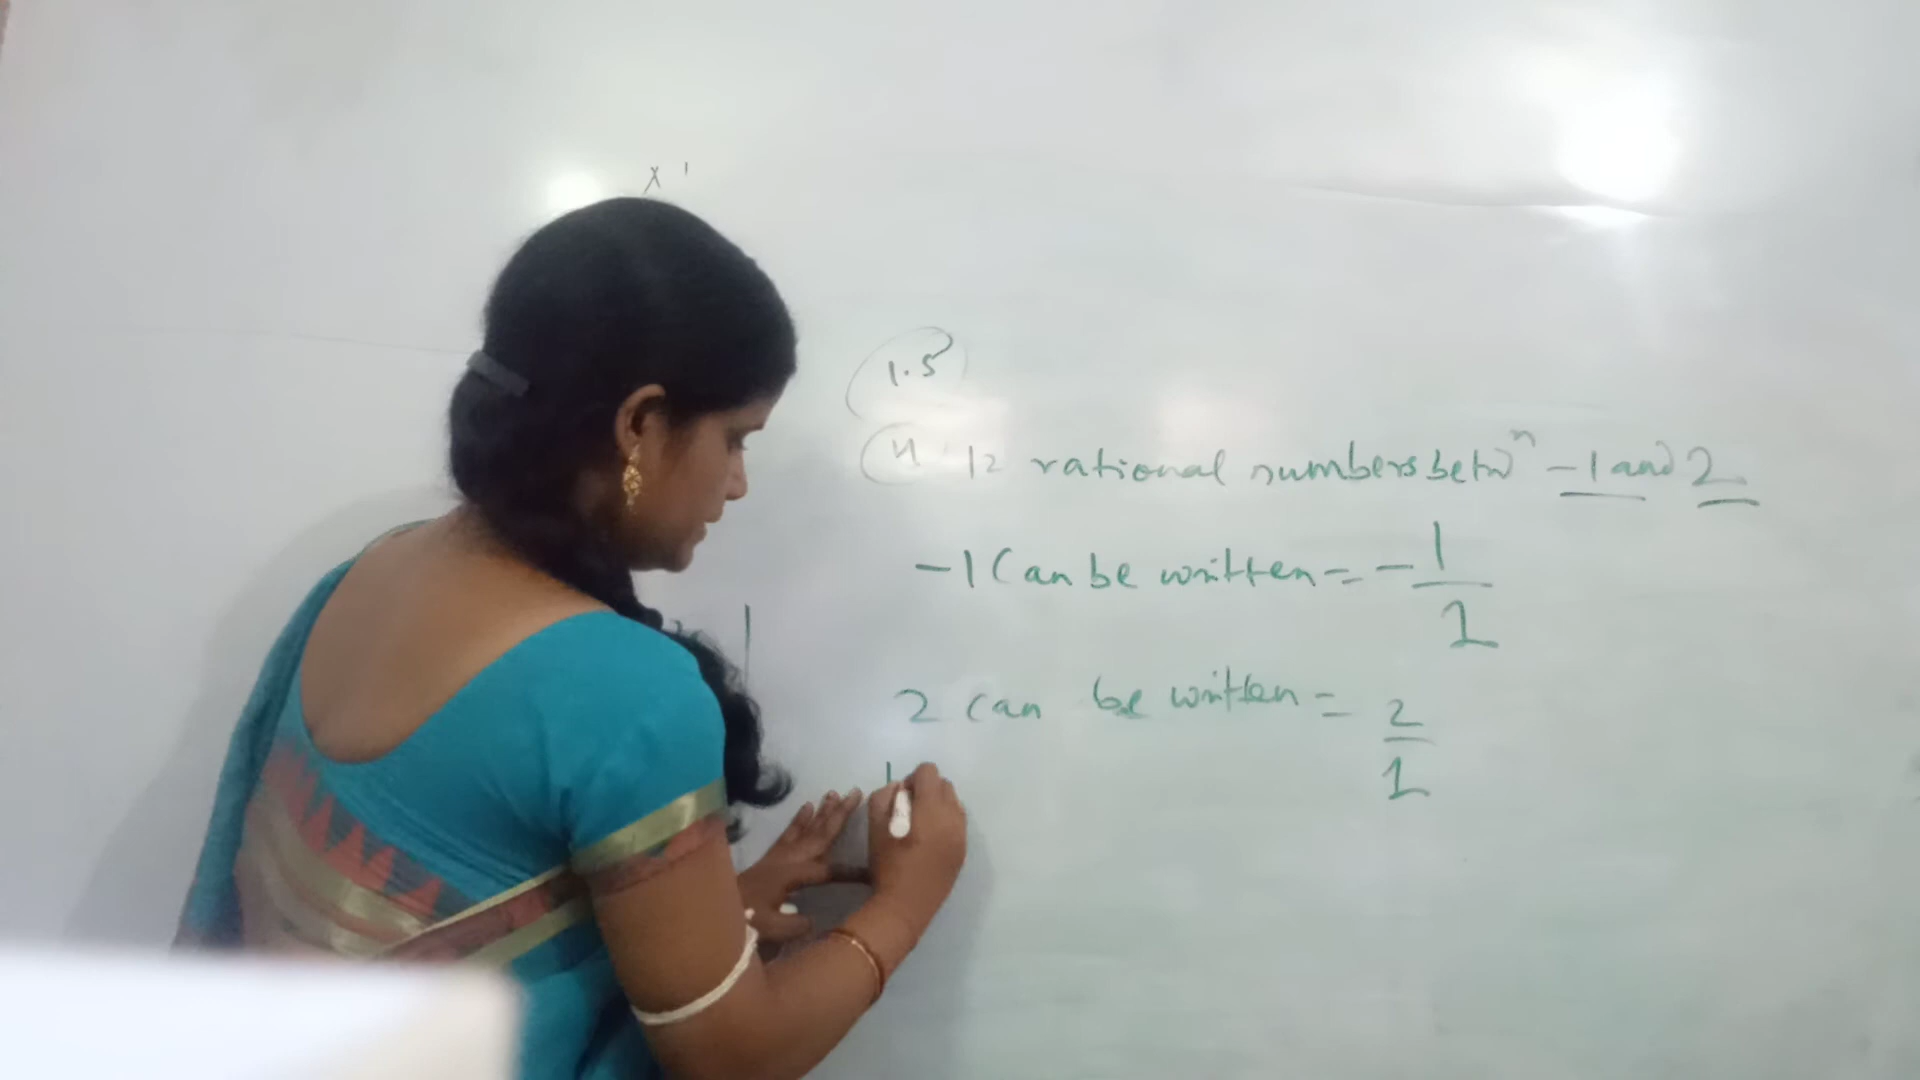 x '
1.5
4 12 rational numbers betwⁿ -1 and 2
-1 Can be written = - 1/1
2 can be written = 2/1